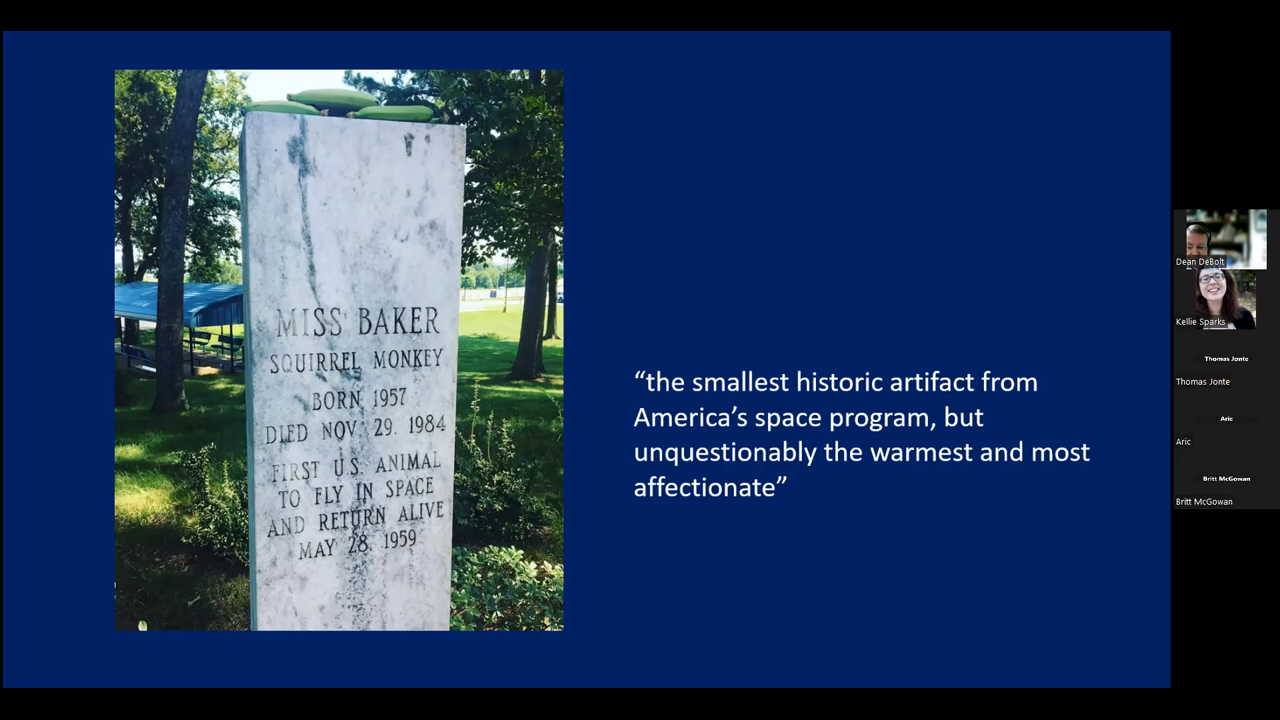 MISS BAKER
SQUIRREL MONKEY
BORN 1957
DIED NOV. 29. 1984
FIRST U.S. ANIMAL
TO FLY IN SPACE
AND RETURN ALIVE
MAY 28. 1959
“the smallest historic artifact from
America’s space program, but
unquestionably the warmest and most
affectionate”
Dean DeBolt
Kellie Sparks
Thomas Jonte
Thomas Jonte
Aric
Aric
Britt McGowan
Britt McGowan